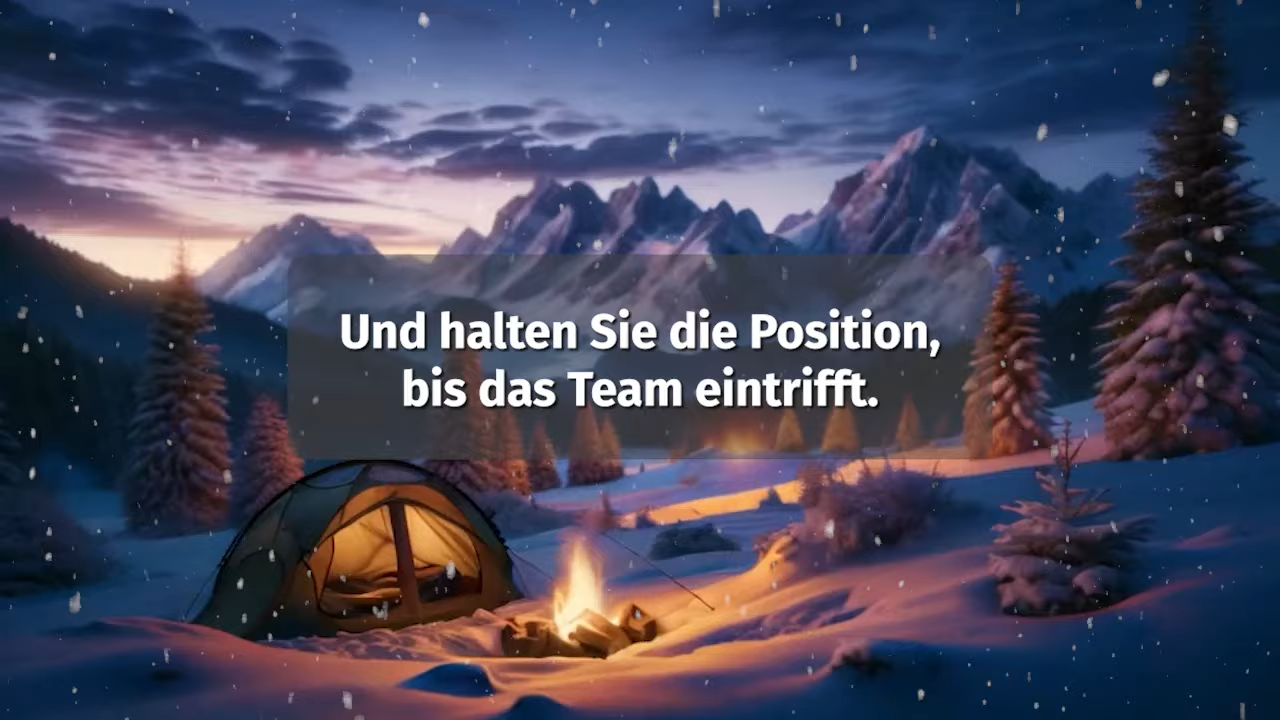 Und halten Sie die Position,
bis das Team eintrifft.